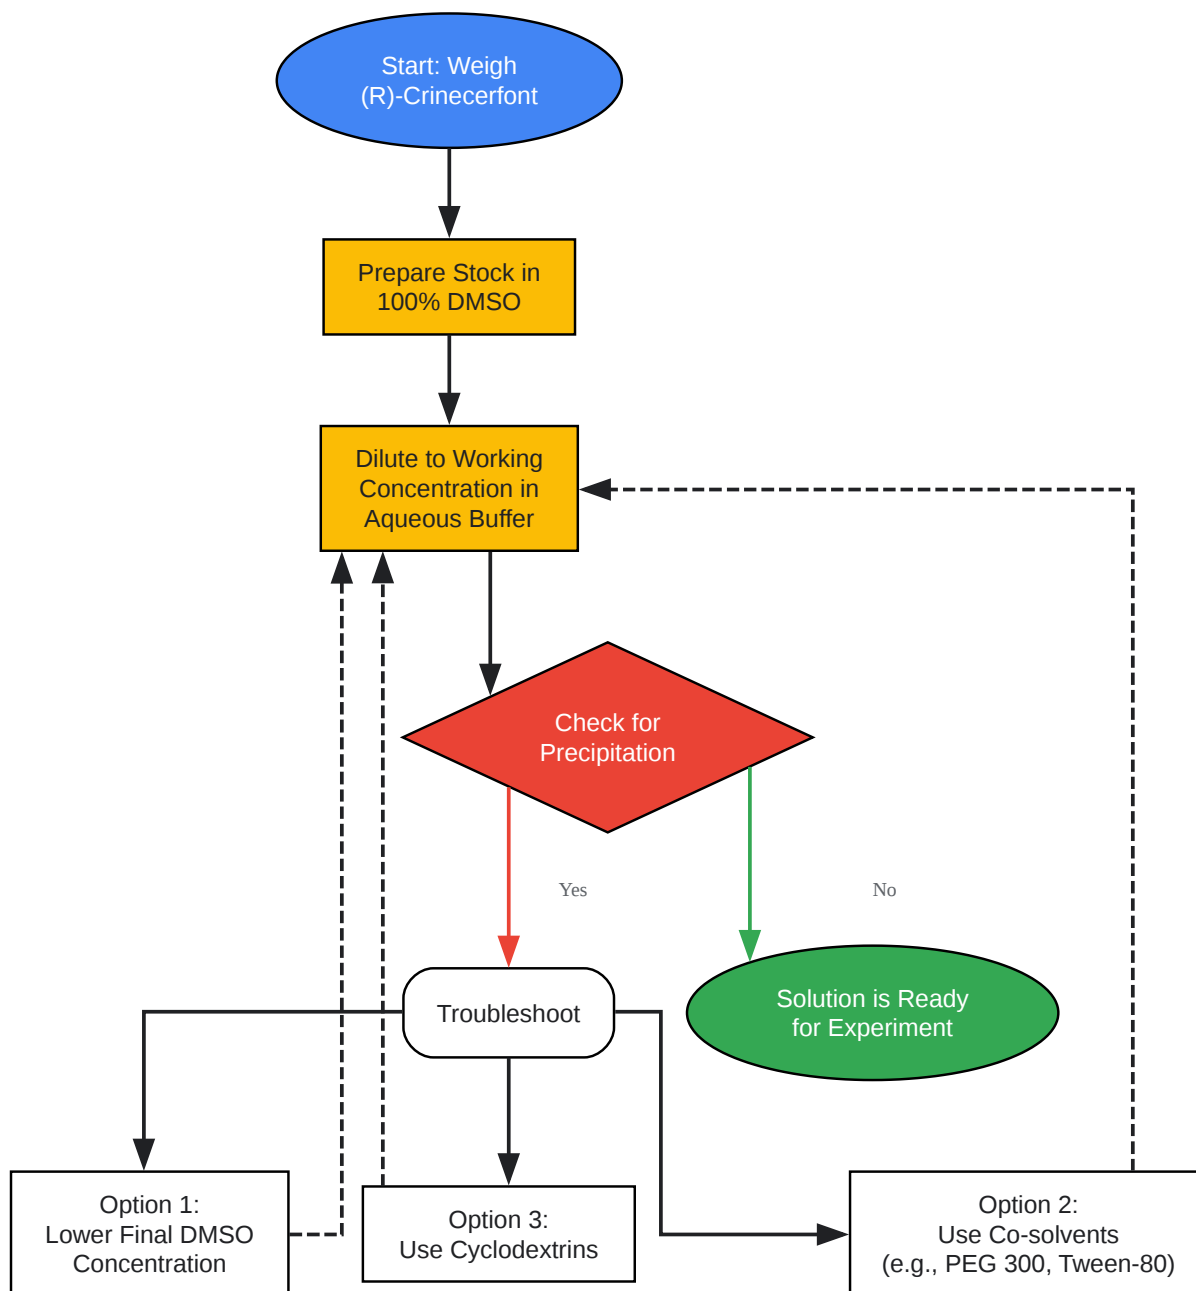 Start: Weigh
(R)-Crinecerfont
Prepare Stock in
100% DMSO
Dilute to Working
Concentration in
Aqueous Buffer
Check for
Precipitation
Yes
No
Troubleshoot
Solution is Ready
for Experiment
Option 1:
Lower Final DMSO
Concentration
Option 3:
Use Cyclodextrins
Option 2:
Use Co-solvents
(e.g., PEG 300, Tween-80)